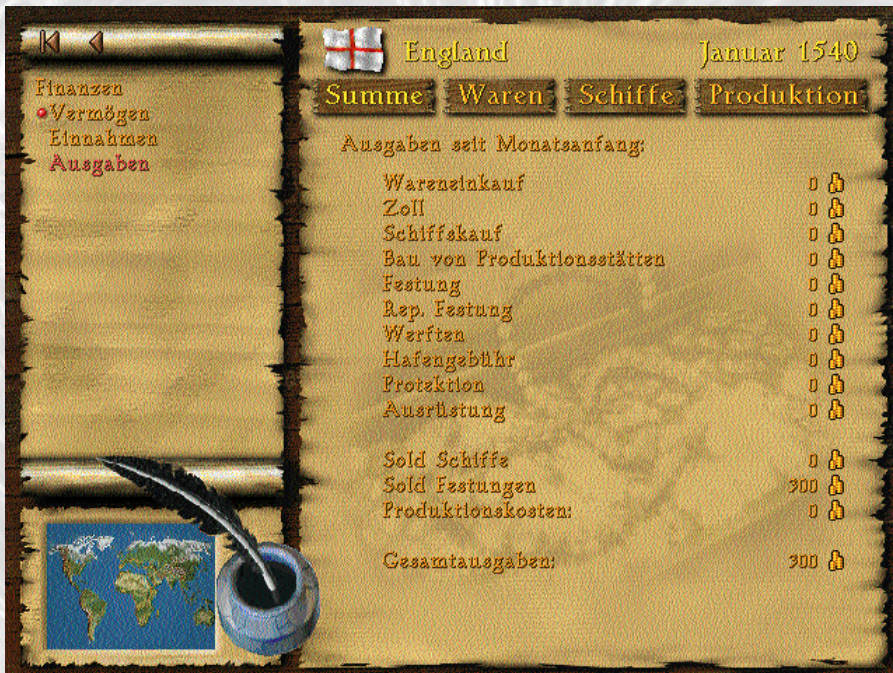 Finanzen
Vermögen
Einnahmen
Ausgaben
England Januar 1540
Summe Waren Schiffe Produktion
Ausgaben seit Monatsanfang:
Wareneinkauf 0
Zoll 0
Schiffskauf 0
Bau von Produktionsstätten 0
Festung 0
Rep. Festung 0
Werften 0
Hafengebühr 0
Protektion 0
Ausrüstung 0
Sold Schiffe 0
Sold Festungen 900
Produktionskosten: 0
Gesamtausgaben: 900